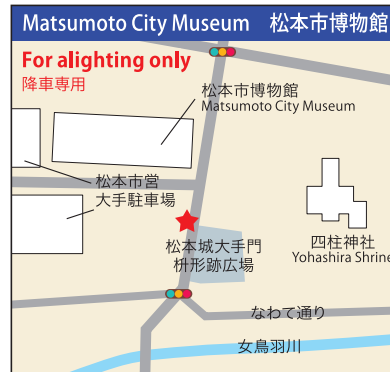 Matsumoto City Museum 松本市博物館
For alighting only
降車専用
松本市博物館
Matsumoto City Museum
松本市営
大手駐車場
松本城大手門
枡形跡広場
四柱神社
Yohashira Shrine
なわて通り
女鳥羽川